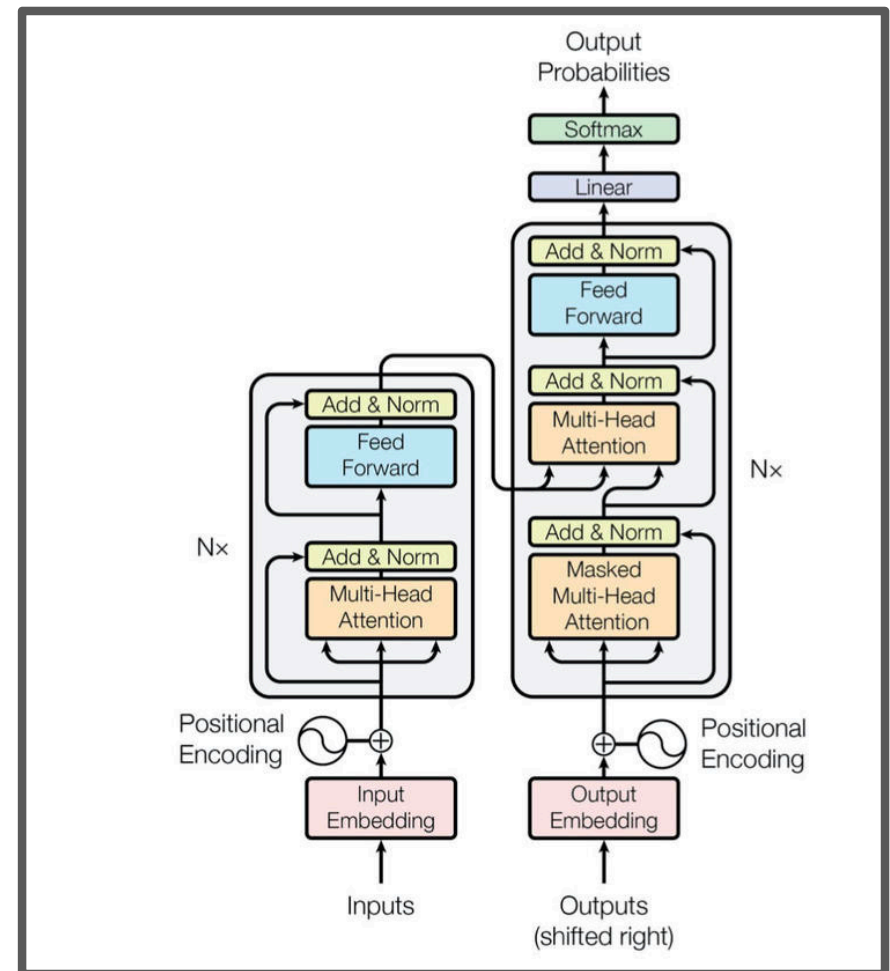 Output
Probabilities
Softmax
Linear
Add & Norm
Feed
Forward
Add & Norm
Multi-Head
Attention
Add & Norm
Masked
Multi-Head
Attention
Nx
Add & Norm
Feed
Forward
Add & Norm
Multi-Head
Attention
Nx
Positional
Encoding
Positional
Encoding
Input
Embedding
Output
Embedding
Inputs
Outputs
(shifted right)